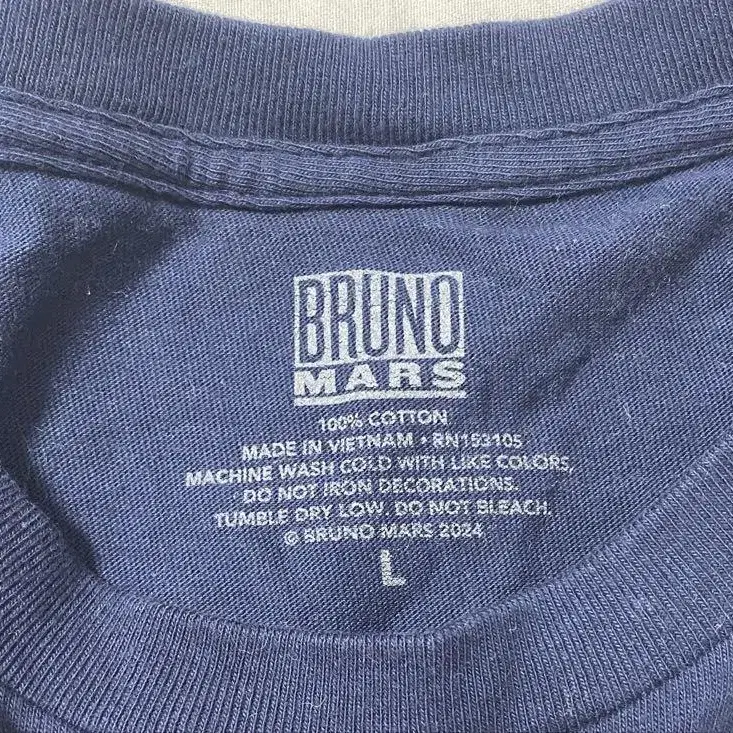 BRUNO
MARS
100% COTTON
MADE IN VIETNAM • RN153105
MACHINE WASH COLD WITH LIKE COLORS,
DO NOT IRON DECORATIONS.
TUMBLE DRY LOW. DO NOT BLEACH.
© BRUNO MARS 2024
L